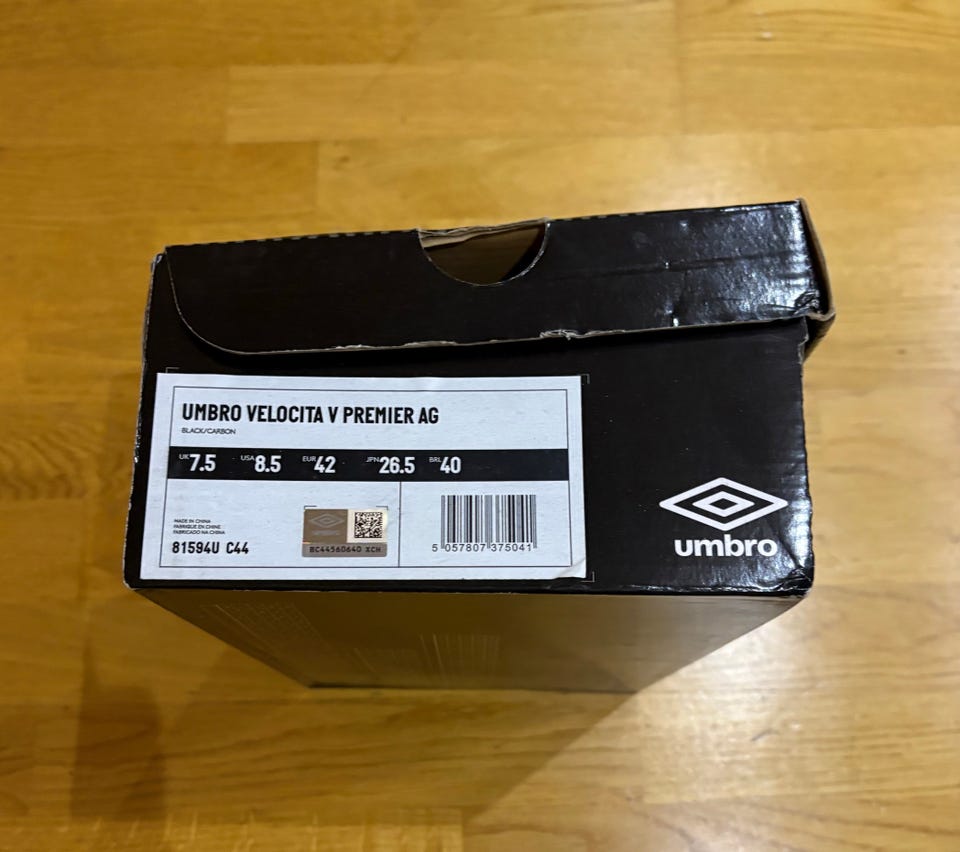 UMBRO VELOCITA V PREMIER AG
BLACK/CARBON
UK 7.5 USA 8.5 EUR 42 JPN 26.5 BRL 40
MADE IN CHINA
FABRIQUE EN CHINE
FABRICADO NA CHINA
81594U C44
BC44560640 XCH
5 057807 375041
umbro